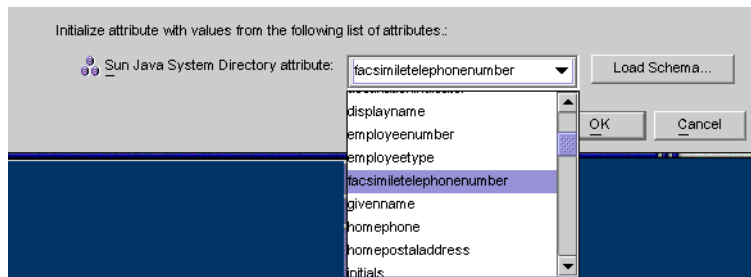 Initialize attribute with values from the following list of attributes.:
Sun Java System Directory attribute:
facsimiletelephonenumber
Load Schema...
displayname
employeenumber
employeetype
facsimiletelephonenumber
givenname
homephone
homepostaladdress
initials
OK
Cancel